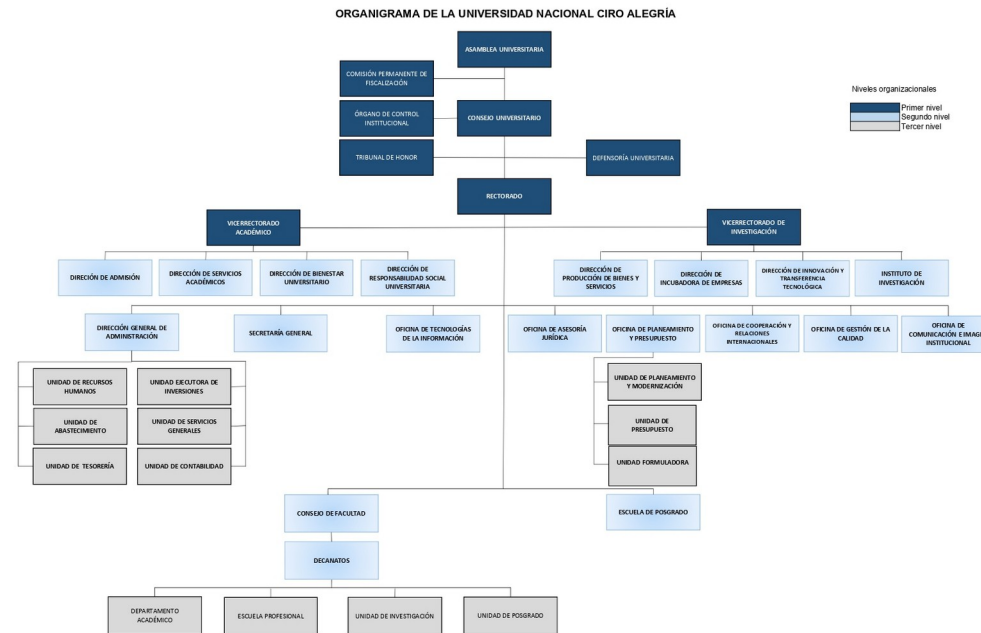 ORGANIGRAMA DE LA UNIVERSIDAD NACIONAL CIRO ALEGRÍA
ASAMBLEA UNIVERSITARIA
COMISIÓN PERMANENTE DE
FISCALIZACIÓN
Niveles organizacionales
Primer nivel
Segundo nivel
Tercer nivel
ÓRGANO DE CONTROL
INSTITUCIONAL
CONSEJO UNIVERSITARIO
TRIBUNAL DE HONOR
DEFENSORÍA UNIVERSITARIA
RECTORADO
VICERRECTORADO
ACADÉMICO
VICERRECTORADO DE
INVESTIGACIÓN
DIRECIÓN DE ADMISIÓN
DIRECCIÓN DE SERVICIOS
ACADÉMICOS
DIRECCIÓN DE BIENESTAR
UNIVERSITARIO
DIRECCIÓN DE
RESPONSABILIDAD SOCIAL
UNIVERSITARIA
DIRECCIÓN DE
PRODUCCIÓN DE BIENES Y
SERVICIOS
DIRECCIÓN DE
INCUBADORA DE EMPRESAS
DIRECCIÓN DE INNOVACIÓN Y
TRANSFERENCIA
TECNOLÓGICA
INSTITUTO DE
INVESTIGACIÓN
DIRECCIÓN GENERAL DE
ADMINISTRACIÓN
SECRETARÍA GENERAL
OFICINA DE TECNOLOGÍAS
DE LA INFORMACIÓN
OFICINA DE ASESORÍA
JURÍDICA
OFICINA DE PLANEAMIENTO
Y PRESUPUESTO
OFICINA DE COOPERACIÓN Y
RELACIONES
INTERNACIONALES
OFICINA DE GESTIÓN DE LA
CALIDAD
OFICINA DE
COMUNICACIÓN E IMAGE
INSTITUCIONAL
UNIDAD DE RECURSOS
HUMANOS
UNIDAD EJECUTORA DE
INVERSIONES
UNIDAD DE PLANEAMIENTO
Y MODERNIZACIÓN
UNIDAD DE
ABASTECIMIENTO
UNIDAD DE SERVICIOS
GENERALES
UNIDAD DE
PRESUPUESTO
UNIDAD DE TESORERÍA
UNIDAD DE CONTABILIDAD
UNIDAD FORMULADORA
CONSEJO DE FACULTAD
ESCUELA DE POSGRADO
DECANATOS
DEPARTAMENTO
ACADÉMICO
ESCUELA PROFESIONAL
UNIDAD DE INVESTIGACIÓN
UNIDAD DE POSGRADO